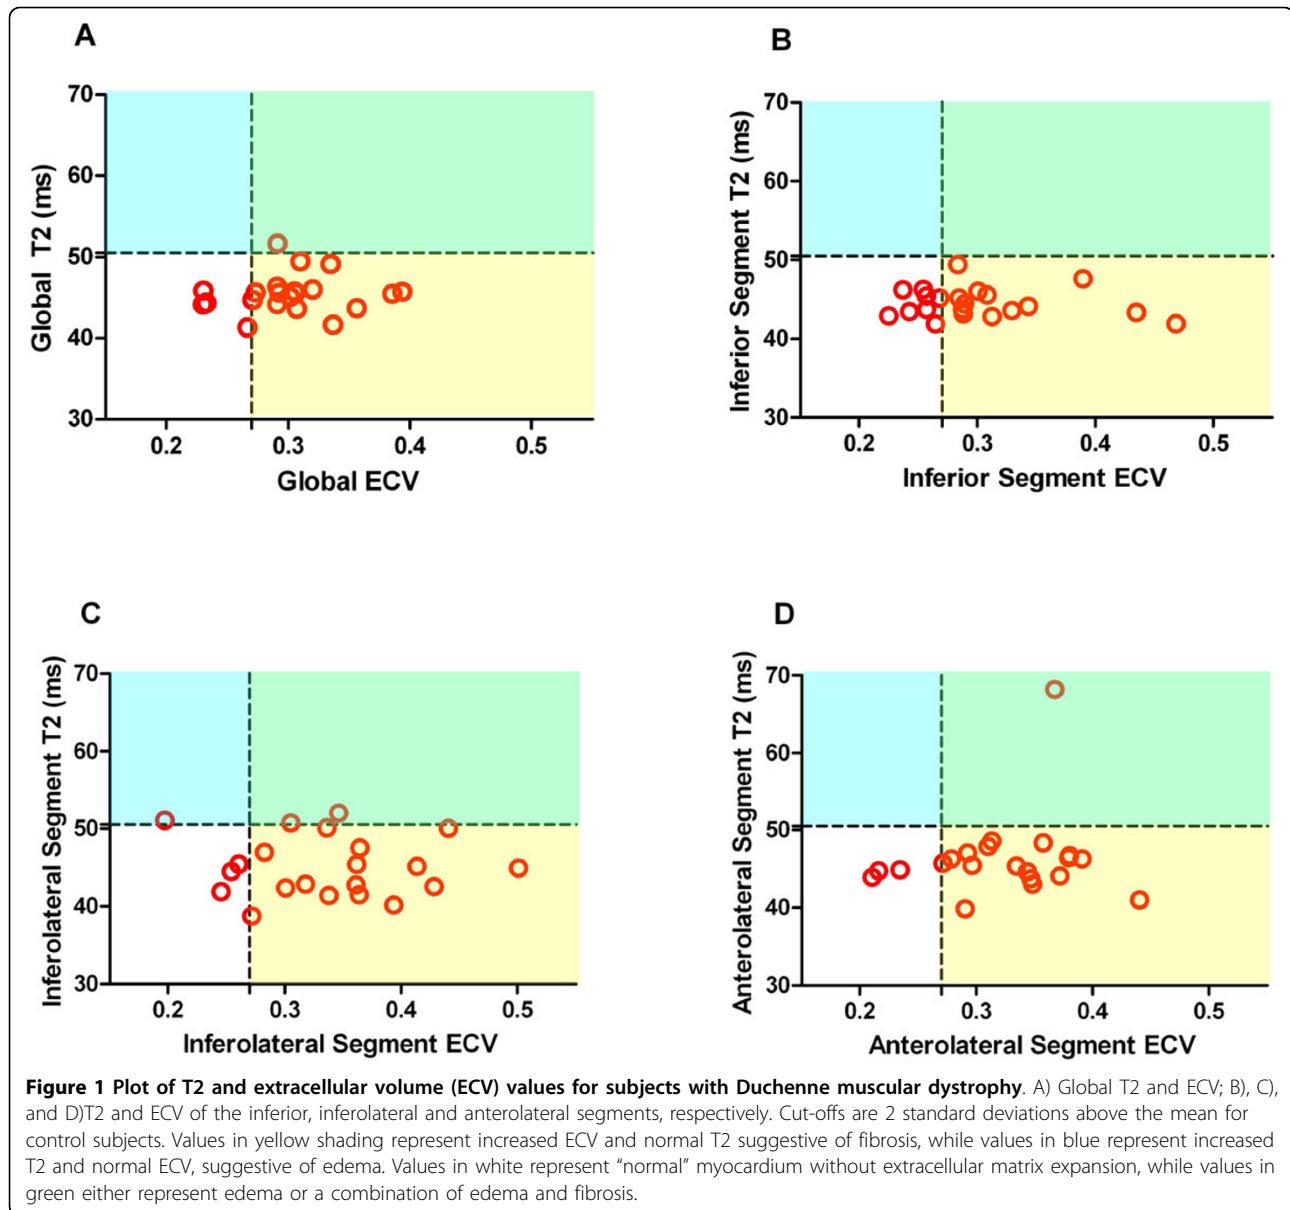 A
70
60
50
40
30
0.2 0.3 0.4 0.5
Global T2 (ms)
Global ECV
B
70
60
50
40
30
0.2 0.3 0.4 0.5
Inferior Segment T2 (ms)
Inferior Segment ECV
C
70
60
50
40
30
0.2 0.3 0.4 0.5
Inferolateral Segment T2 (ms)
Inferolateral Segment ECV
D
70
60
50
40
30
0.2 0.3 0.4 0.5
Anterolateral Segment T2 (ms)
Anterolateral Segment ECV
Figure 1 Plot of T2 and extracellular volume (ECV) values for subjects with Duchenne muscular dystrophy. A) Global T2 and ECV; B), C),
and D)T2 and ECV of the inferior, inferolateral and anterolateral segments, respectively. Cut-offs are 2 standard deviations above the mean for
control subjects. Values in yellow shading represent increased ECV and normal T2 suggestive of fibrosis, while values in blue represent increased
T2 and normal ECV, suggestive of edema. Values in white represent “normal” myocardium without extracellular matrix expansion, while values in
green either represent edema or a combination of edema and fibrosis.